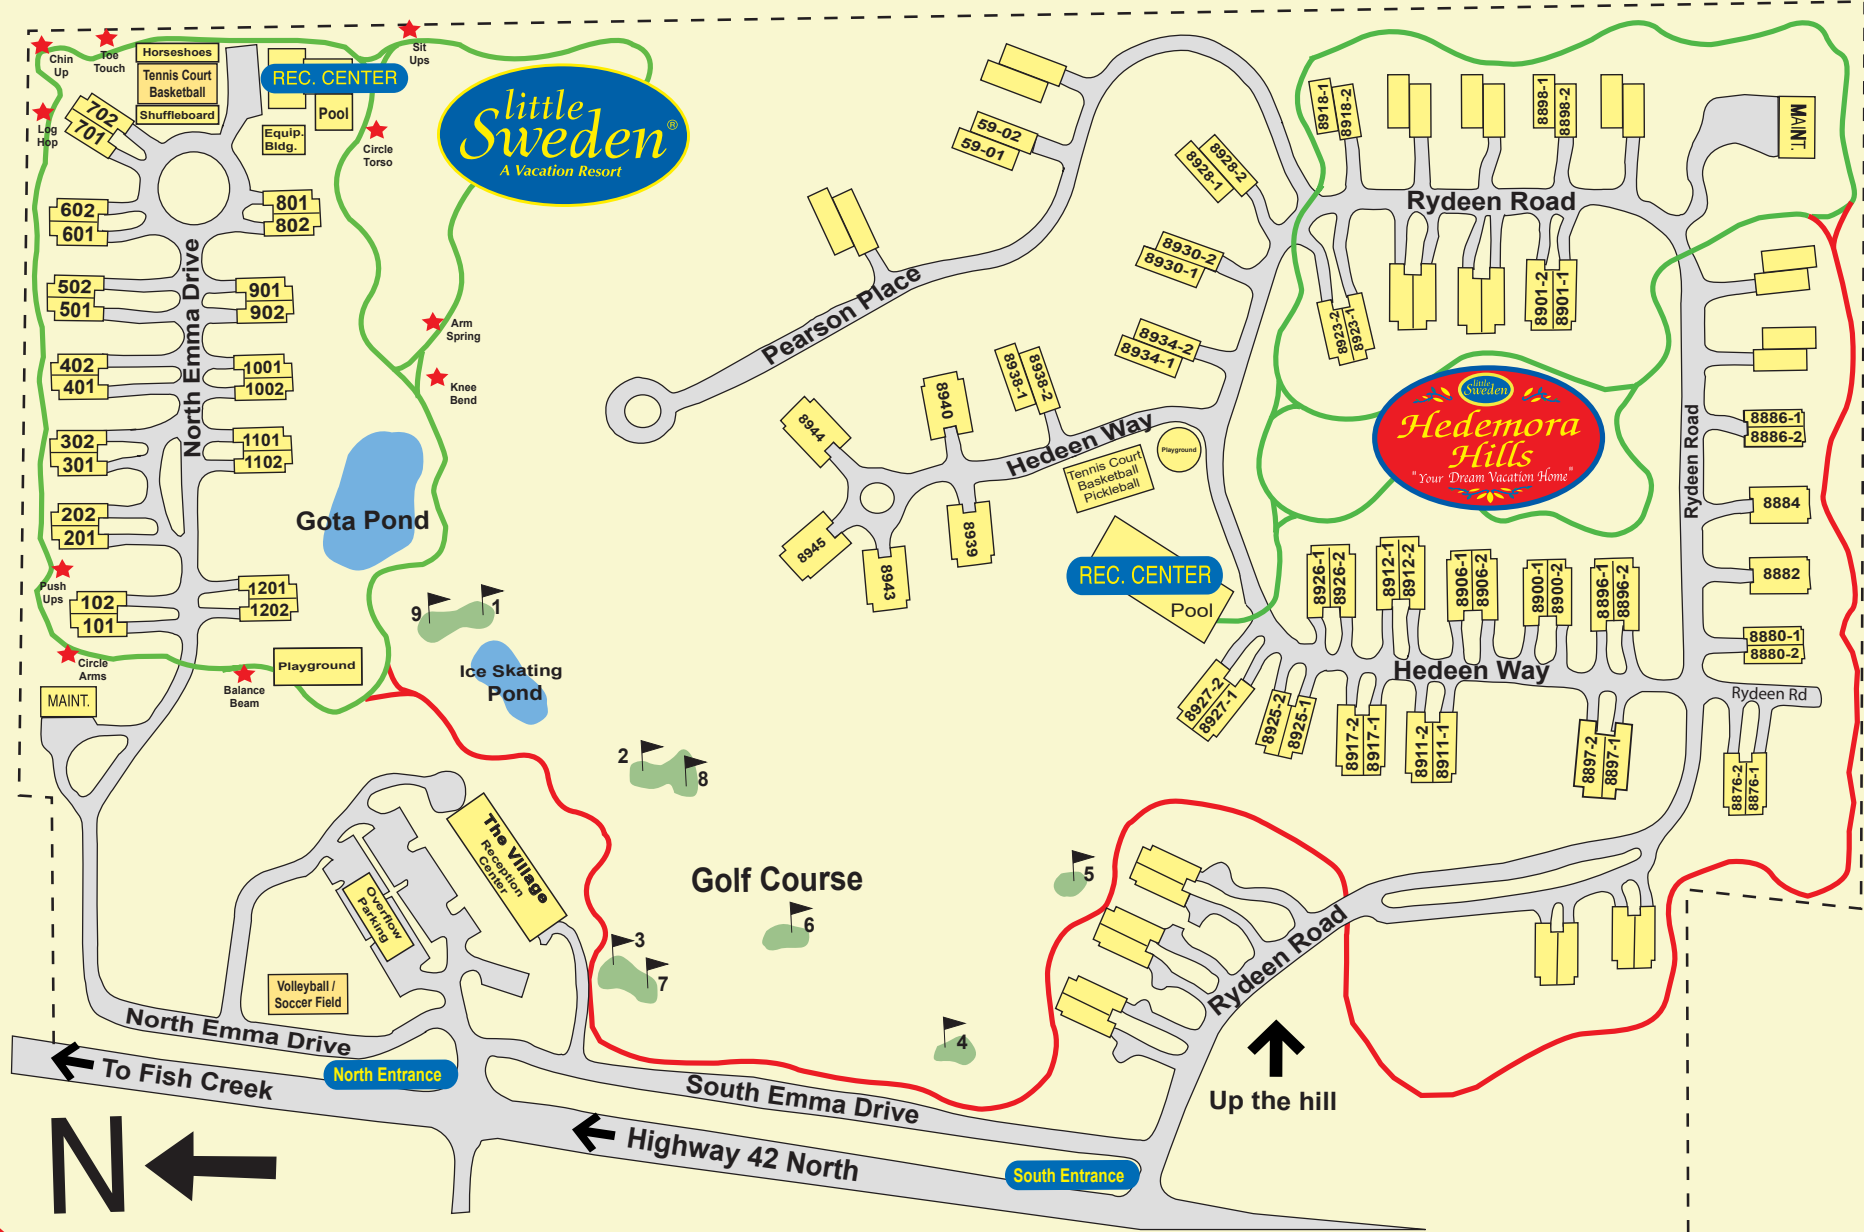 Chin
Up
Toe
Touch
Horseshoes
Tennis Court
Basketball
Shuffleboard
REC. CENTER
Pool
Equip.
Bldg.
Sit
Ups
Circle
Torso
Log
Hop
little
Sweden®
A Vacation Resort
702
701
602
601
801
802
502
501
901
902
402
401
1001
1002
302
301
1101
1102
202
201
1201
1202
102
101
North Emma Drive
Arm
Spring
Knee
Bend
Gota Pond
Push
Ups
Circle
Arms
Balance
Beam
Playground
MAINT.
9
1
Ice Skating
Pond
2
8
Golf Course
5
6
3
7
4
The Village
Reception
Center
Overflow
Parking
Volleyball /
Soccer Field
North Emma Drive
North Entrance
To Fish Creek
N
South Emma Drive
Highway 42 North
South Entrance
Up the hill
Rydeen Road
59-02
59-01
Pearson Place
8928-2
8928-1
8930-2
8930-1
8934-2
8934-1
8938-1
8938-2
8940
8944
8945
8943
8939
Hedeen Way
Playground
Tennis Court
Basketball
Pickleball
REC. CENTER
Pool
8918-1
8918-2
8898-1
8898-2
MAINT.
Rydeen Road
8923-2
8923-1
8901-2
8901-1
little
Sweden
Hedemora
Hills
"Your Dream Vacation Home"
Rydeen Road
8886-1
8886-2
8884
8882
8880-1
8880-2
Rydeen Rd
8926-1
8926-2
8912-1
8912-2
8906-1
8906-2
8900-1
8900-2
8896-1
8896-2
Hedeen Way
8927-2
8927-1
8925-2
8925-1
8917-2
8917-1
8911-2
8911-1
8897-2
8897-1
8876-2
8876-1